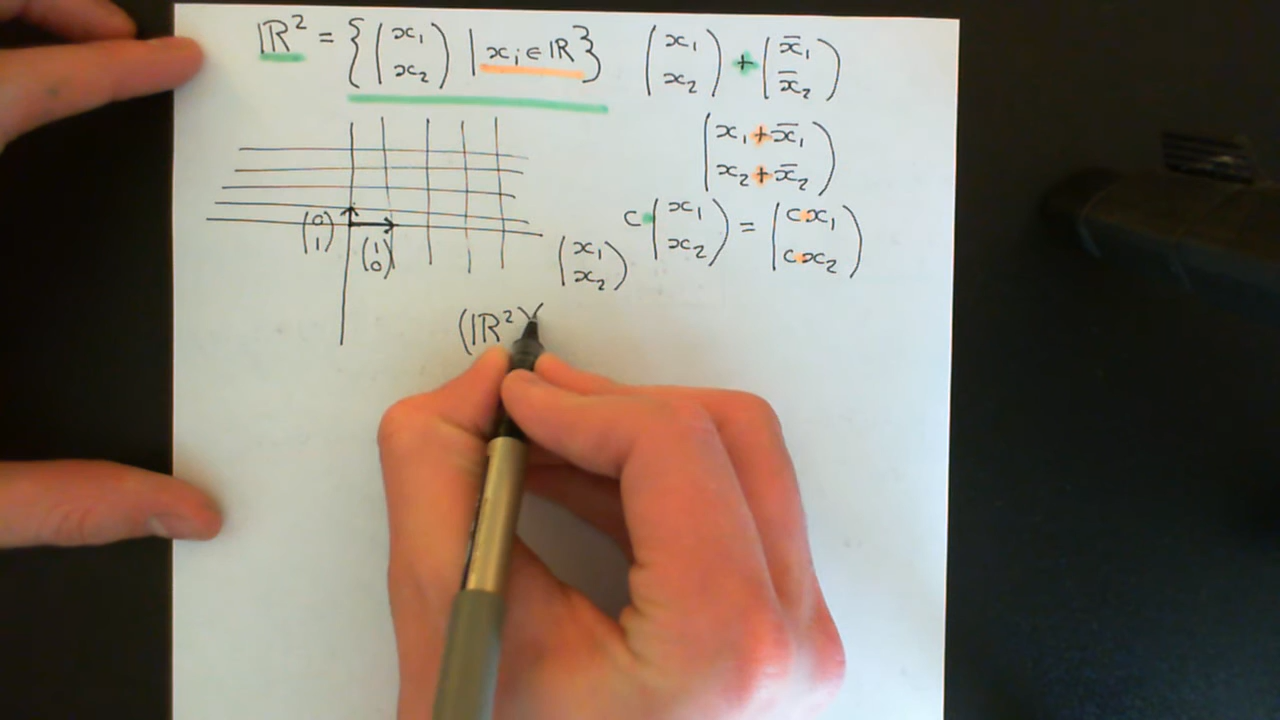 ℝ² = { (x₁ x₂) | xᵢ ∈ ℝ } (x₁ x₂) + (x̄₁ x̄₂)
(x₁ + x̄₁ x₂ + x̄₂)
c·(x₁ x₂) = (c·x₁ c·x₂)
(0 1) (1 0) (x₁ x₂)
(ℝ²)